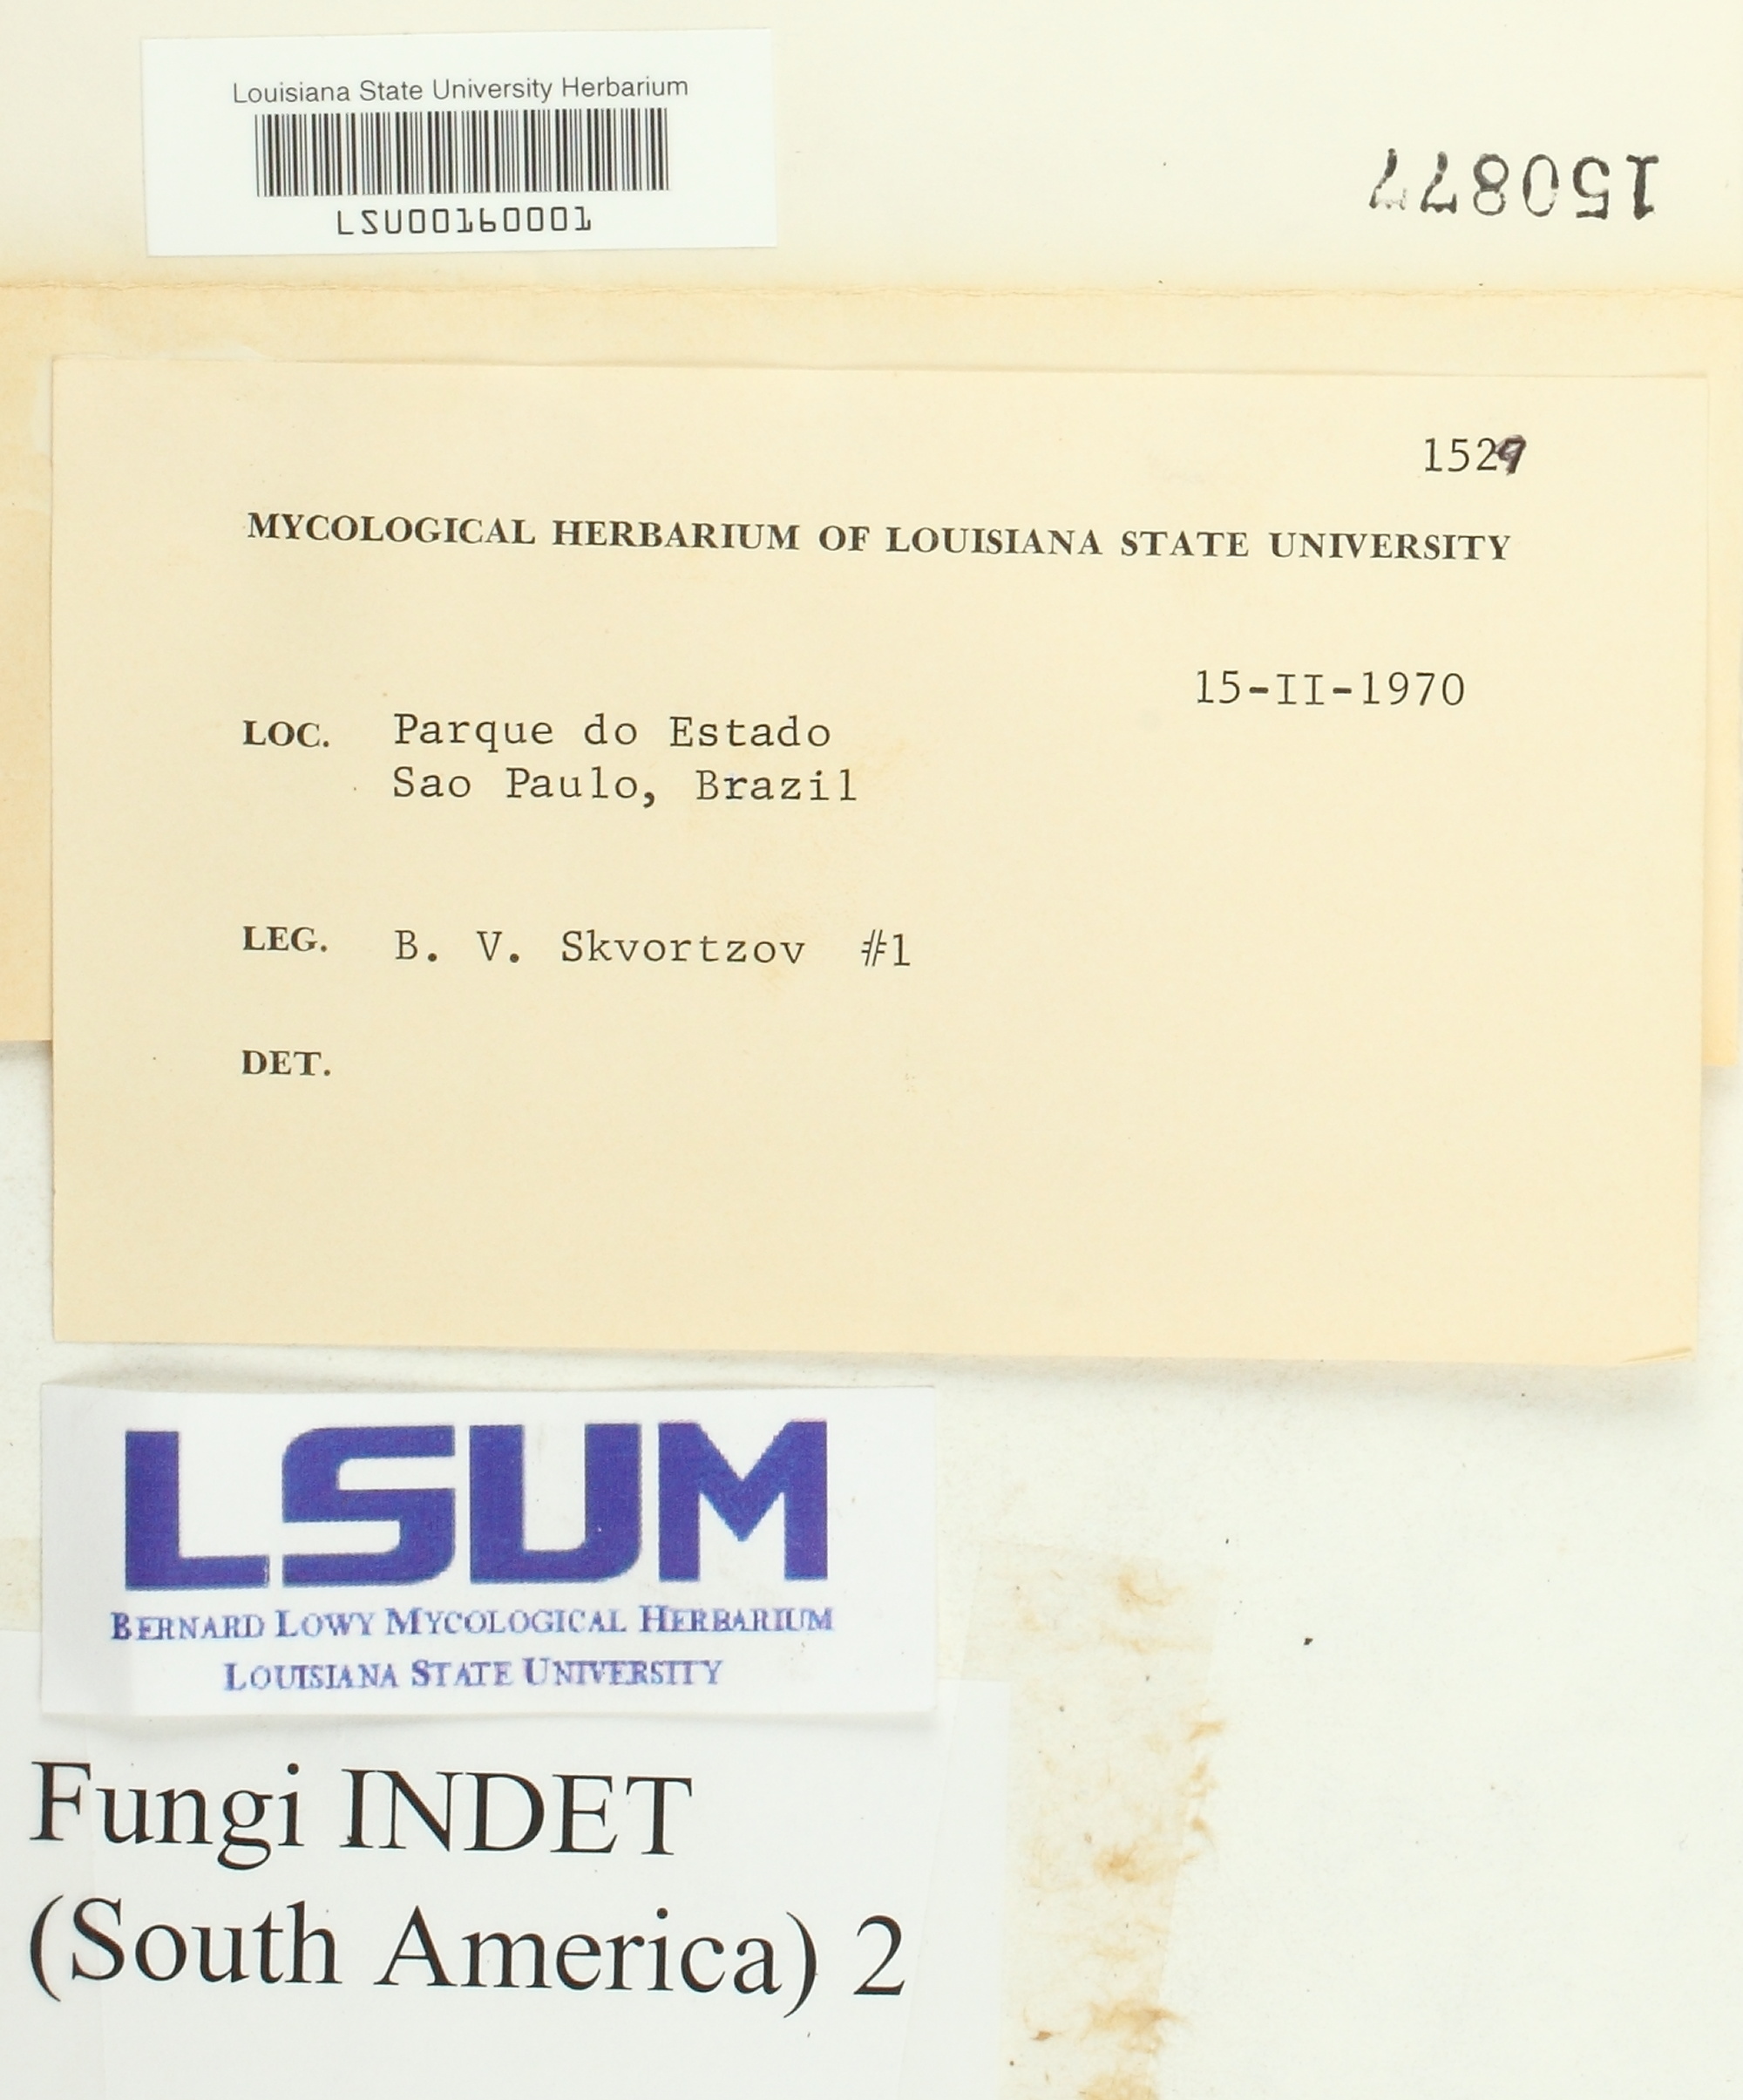 Louisiana State University Herbarium
LSU00160001
150877
1529
MYCOLOGICAL HERBARIUM OF LOUISIANA STATE UNIVERSITY
15-II-1970
LOC. Parque do Estado
Sao Paulo, Brazil
LEG. B. V. Skvortzov #1
DET.
LSUM
BERNARD LOWY MYCOLOGICAL HERBARIUM
LOUISIANA STATE UNIVERSITY
Fungi INDET
(South America) 2